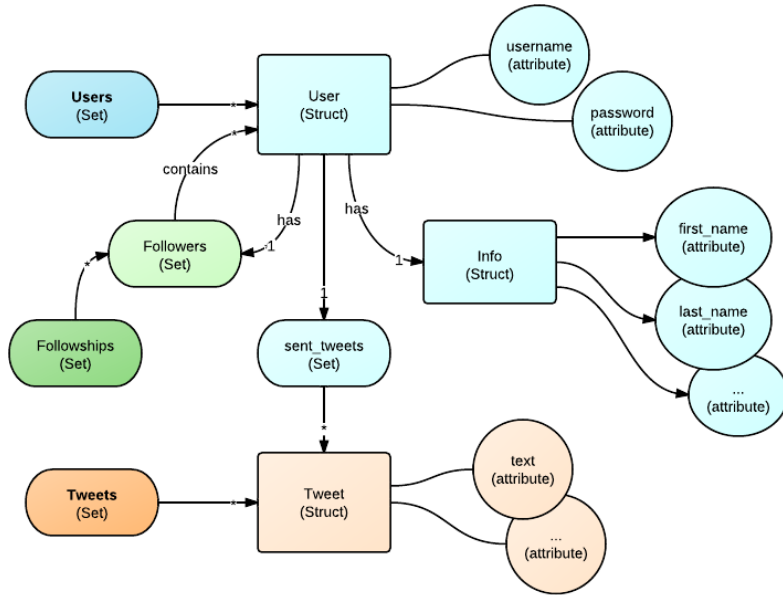 username
(attribute)
Users
(Set)
*
User
(Struct)
password
(attribute)
*
contains
has
has
Followers
(Set)
1
1
Info
(Struct)
first_name
(attribute)
*
1
last_name
(attribute)
Followships
(Set)
sent_tweets
(Set)
...
(attribute)
*
text
(attribute)
Tweets
(Set)
*
Tweet
(Struct)
...
(attribute)